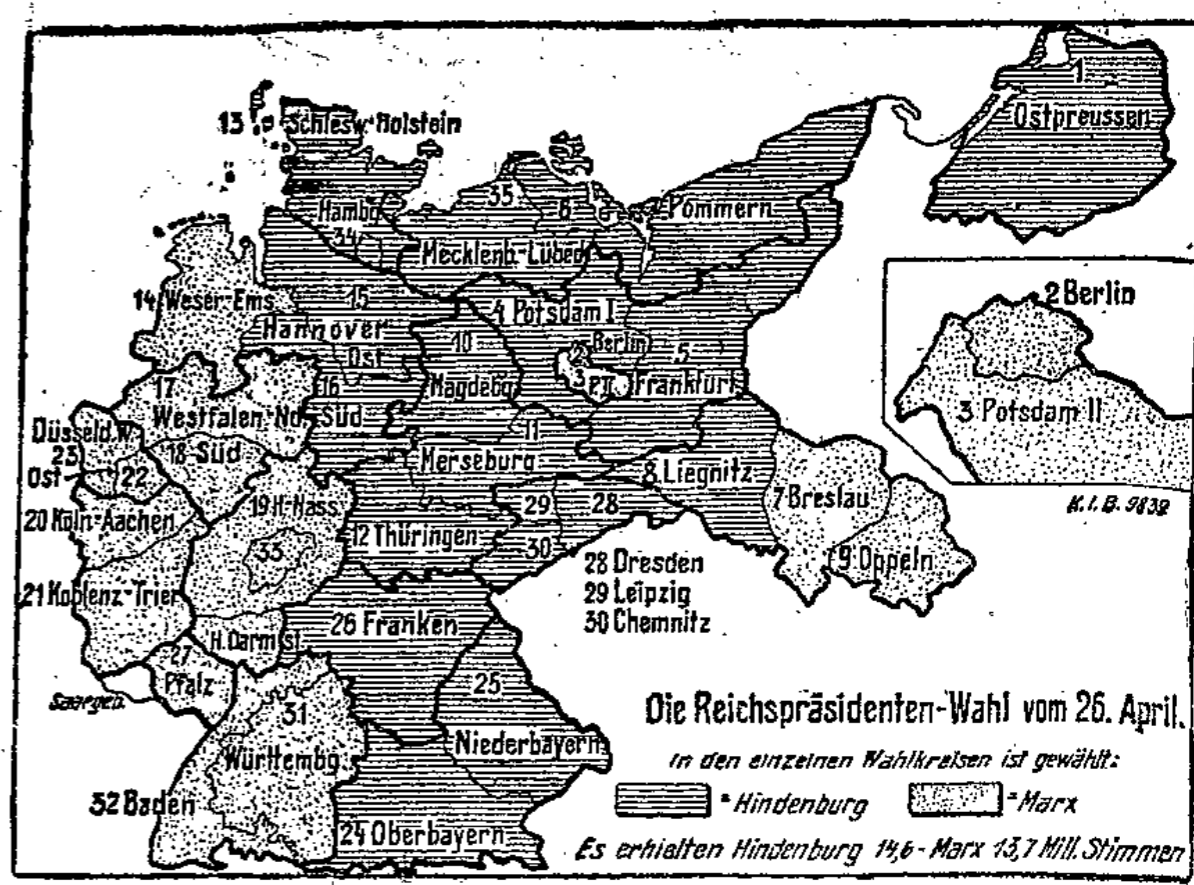 1
Ostpreussen
13 Schlesw.-Holstein
35
6
Pommern
Hambg.
34
Mecklenb.-Lübeck
2 Berlin
14 Weser-Ems
15
4 Potsdam I
Hannover
10
Berlin
5
Ost
2
17
16
Magdebg.
3 P II
Frankfurt
3 Potsdam II
Westfalen-Nd.
Süd
11
Düsseld. W.
23
18 Süd
Merseburg
8 Liegnitz
Ost
22
7 Breslau
19 H.-Nass.
29
28
K.I.B. 9839
20 Köln-Aachen
12 Thüringen
30
33
9 Oppeln
28 Dresden
21 Koblenz-Trier
29 Leipzig
26 Franken
30 Chemnitz
H. Darmst.
27
Pfalz
25
Saargeb.
31
Die Reichspräsidenten-Wahl vom 26. April.
Württembg.
Niederbayern
in den einzelnen Wahlkreisen ist gewählt:
32 Baden
= Hindenburg = Marx
24 Oberbayern
Es erhielten Hindenburg 14,6 - Marx 13,7 Mill. Stimmen